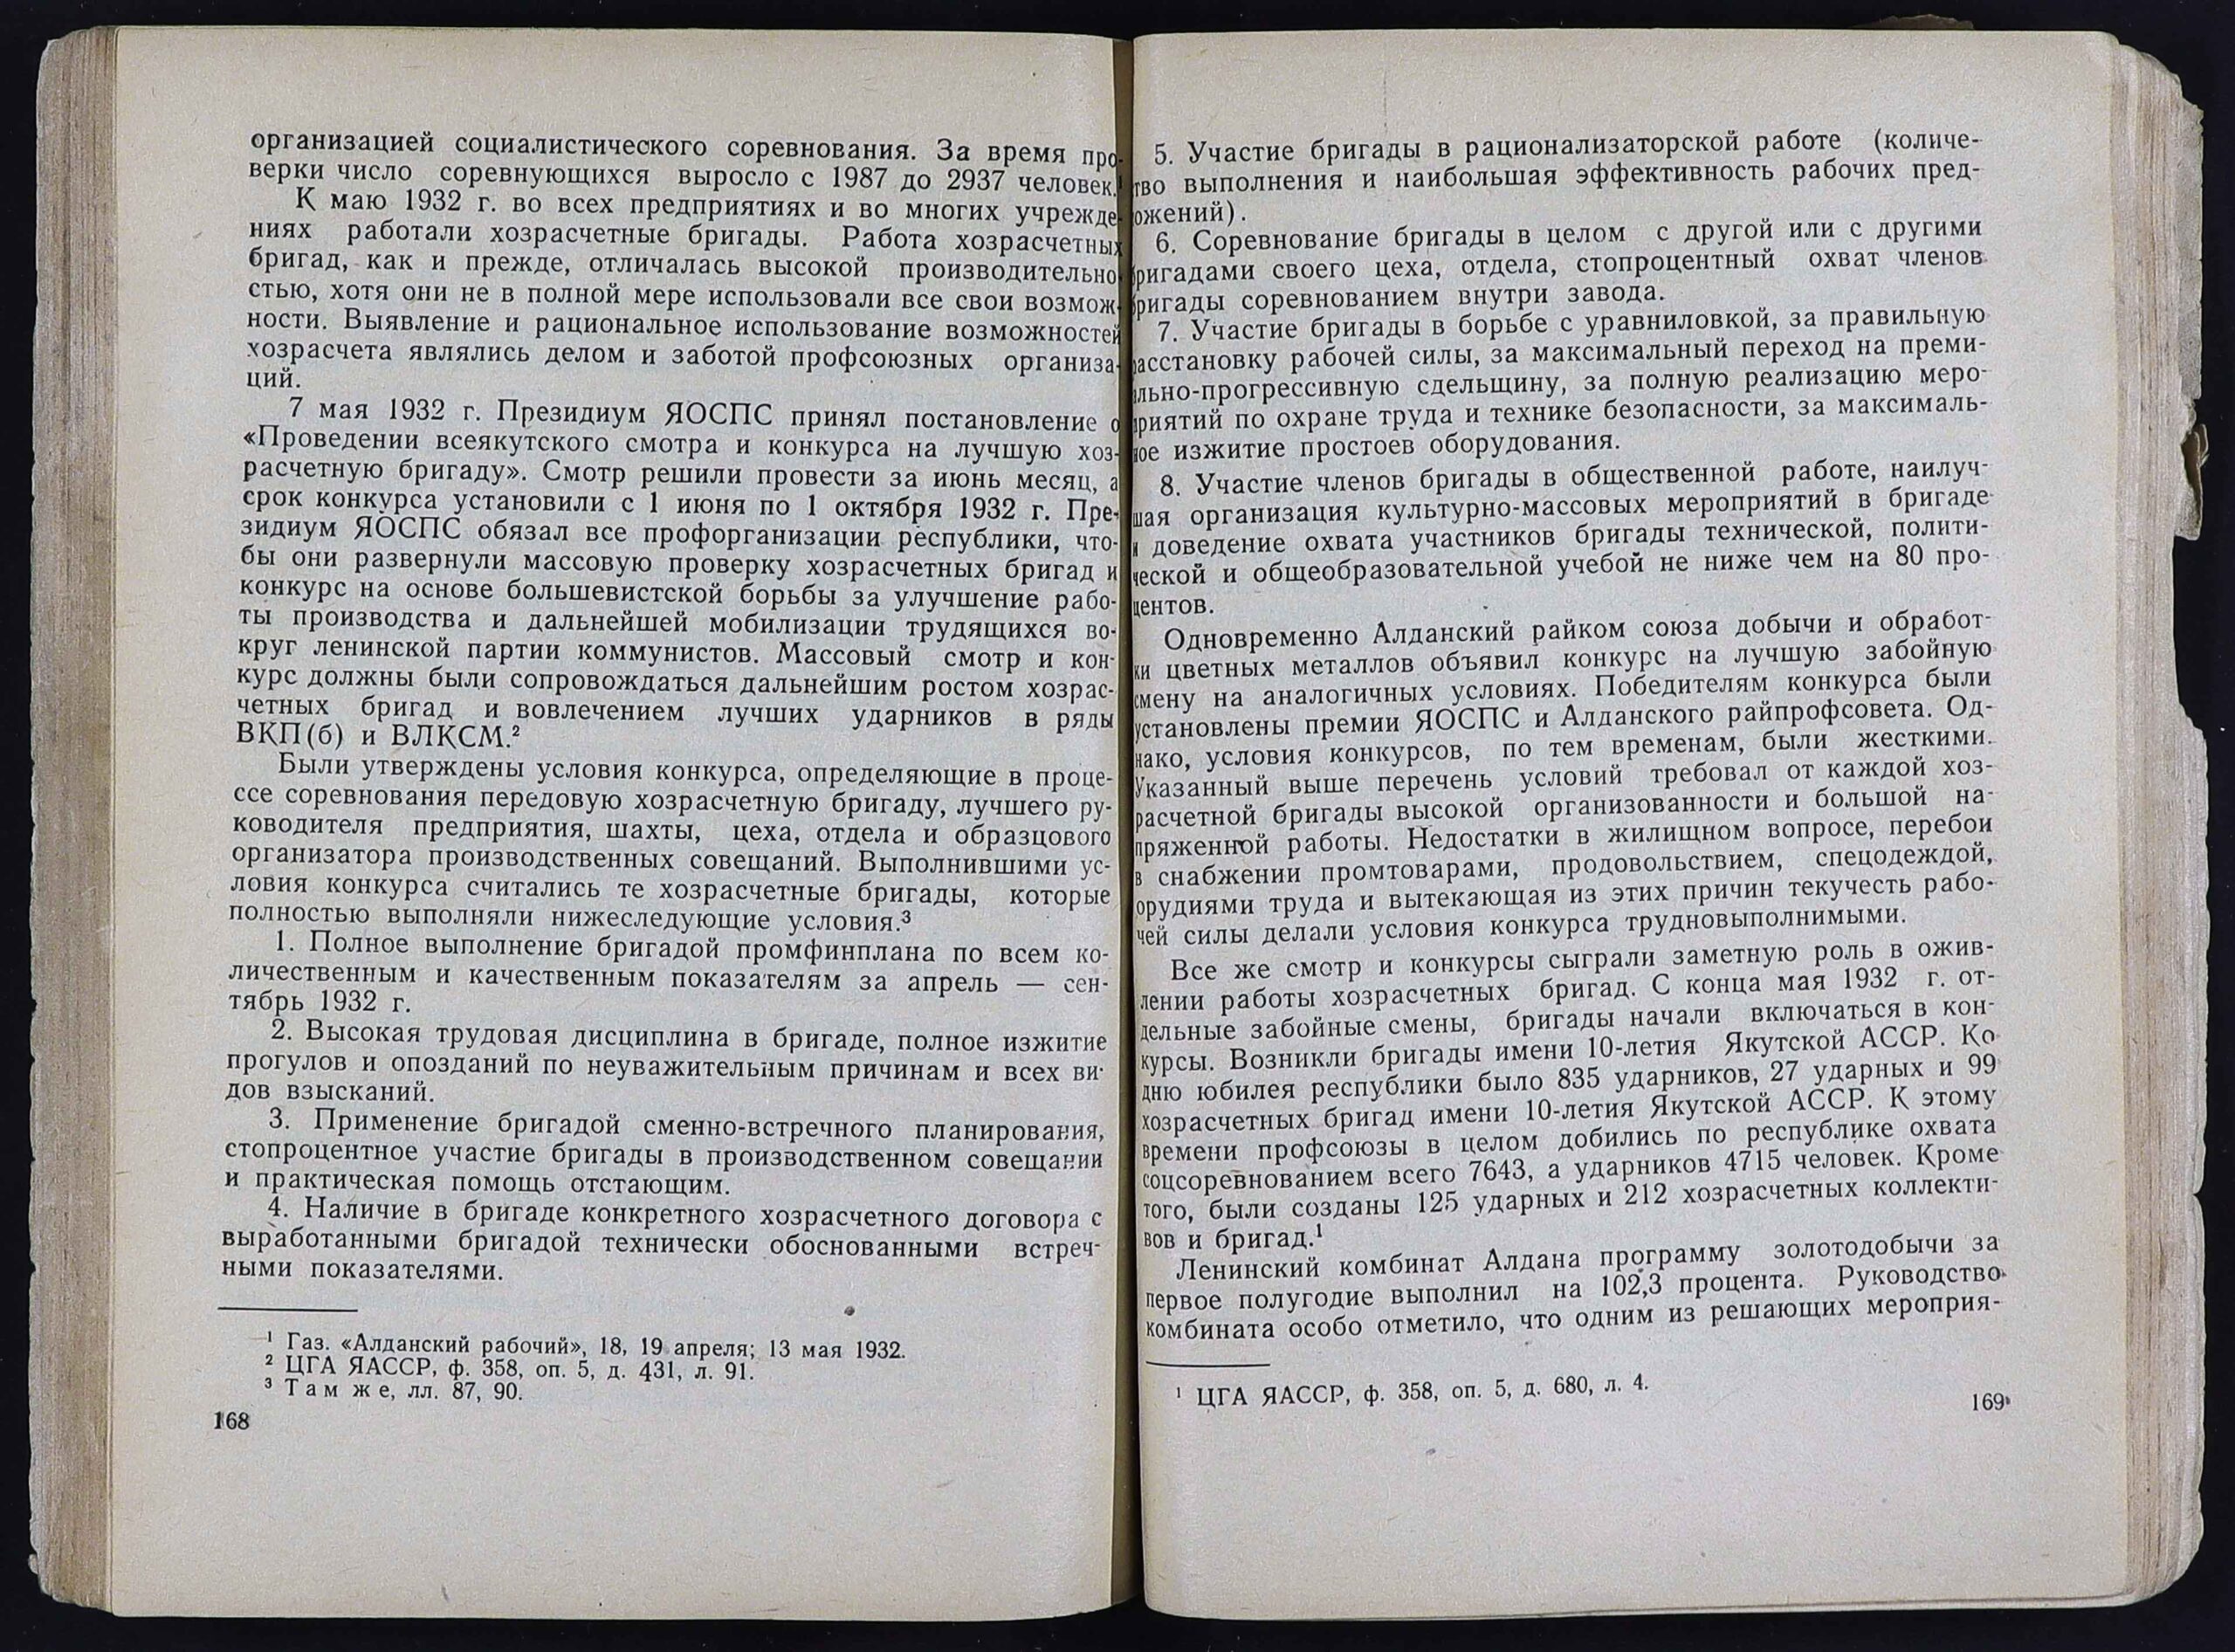 организацией социалистического соревнования. За время про-
верки число соревнующихся выросло с 1987 до 2937 человек.¹
К маю 1932 г. во всех предприятиях и во многих учрежде-
ниях работали хозрасчетные бригады. Работа хозрасчетных
бригад, как и прежде, отличалась высокой производительно-
стью, хотя они не в полной мере использовали все свои возмож-
ности. Выявление и рациональное использование возможностей
хозрасчета являлись делом и заботой профсоюзных организа-
ций.
7 мая 1932 г. Президиум ЯОСПС принял постановление о
«Проведении всеякутского смотра и конкурса на лучшую хоз-
расчетную бригаду». Смотр решили провести за июнь месяц, а
срок конкурса установили с 1 июня по 1 октября 1932 г. Пре-
зидиум ЯОСПС обязал все профорганизации республики, что-
бы они развернули массовую проверку хозрасчетных бригад и
конкурс на основе большевистской борьбы за улучшение рабо-
ты производства и дальнейшей мобилизации трудящихся во-
круг ленинской партии коммунистов. Массовый смотр и кон-
курс должны были сопровождаться дальнейшим ростом хозрас-
четных бригад и вовлечением лучших ударников в ряды
ВКП(б) и ВЛКСМ.²
Были утверждены условия конкурса, определяющие в проце-
ссе соревнования передовую хозрасчетную бригаду, лучшего ру-
ководителя предприятия, шахты, цеха, отдела и образцового
организатора производственных совещаний. Выполнившими ус-
ловия конкурса считались те хозрасчетные бригады, которые
полностью выполняли нижеследующие условия.³
1. Полное выполнение бригадой промфинплана по всем ко-
личественным и качественным показателям за апрель — сен-
тябрь 1932 г.
2. Высокая трудовая дисциплина в бригаде, полное изжитие
прогулов и опозданий по неуважительным причинам и всех ви-
дов взысканий.
3. Применение бригадой сменно-встречного планирования,
стопроцентное участие бригады в производственном совещании
и практическая помощь отстающим.
4. Наличие в бригаде конкретного хозрасчетного договора с
выработанными бригадой технически обоснованными встреч-
ными показателями.
¹ Газ. «Алданский рабочий», 18, 19 апреля; 13 мая 1932.
² ЦГА ЯАССР, ф. 358, оп. 5, д. 431, л. 91.
³ Там же, лл. 87, 90.
168
5. Участие бригады в рационализаторской работе (количе-
тво выполнения и наибольшая эффективность рабочих пред-
ожений).
6. Соревнование бригады в целом с другой или с другими
бригадами своего цеха, отдела, стопроцентный охват членов
бригады соревнованием внутри завода.
7. Участие бригады в борьбе с уравниловкой, за правильную
расстановку рабочей силы, за максимальный переход на преми-
ально-прогрессивную сдельщину, за полную реализацию меро-
приятий по охране труда и технике безопасности, за максималь-
ное изжитие простоев оборудования.
8. Участие членов бригады в общественной работе, наилуч-
шая организация культурно-массовых мероприятий в бригаде
и доведение охвата участников бригады технической, полити-
ческой и общеобразовательной учебой не ниже чем на 80 про-
центов.
Одновременно Алданский райком союза добычи и обработ-
ки цветных металлов объявил конкурс на лучшую забойную
смену на аналогичных условиях. Победителям конкурса были
установлены премии ЯОСПС и Алданского райпрофсовета. Од-
нако, условия конкурсов, по тем временам, были жесткими.
Указанный выше перечень условий требовал от каждой хоз-
расчетной бригады высокой организованности и большой на-
пряженной работы. Недостатки в жилищном вопросе, перебои
в снабжении промтоварами, продовольствием, спецодеждой,
орудиями труда и вытекающая из этих причин текучесть рабо-
чей силы делали условия конкурса трудновыполнимыми.
Все же смотр и конкурсы сыграли заметную роль в ожив-
лении работы хозрасчетных бригад. С конца мая 1932 г. от-
дельные забойные смены, бригады начали включаться в кон-
курсы. Возникли бригады имени 10-летия Якутской АССР. Ко
дню юбилея республики было 835 ударников, 27 ударных и 99
хозрасчетных бригад имени 10-летия Якутской АССР. К этому
времени профсоюзы в целом добились по республике охвата
соцсоревнованием всего 7643, а ударников 4715 человек. Кроме
того, были созданы 125 ударных и 212 хозрасчетных коллекти-
вов и бригад.¹
Ленинский комбинат Алдана программу золотодобычи за
первое полугодие выполнил на 102,3 процента. Руководство
комбината особо отметило, что одним из решающих мероприя-
¹ ЦГА ЯАССР, ф. 358, оп. 5, д. 680, л. 4.
169